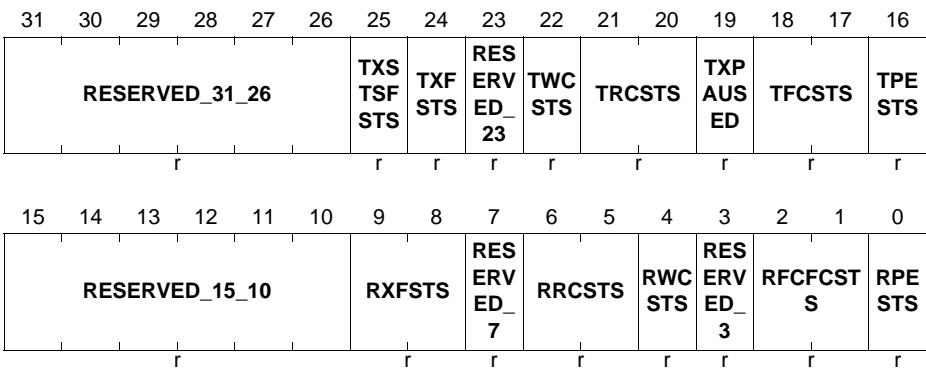 31 30 29 28 27 26 25 24 23 22 21 20 19 18 17 16
RESERVED_31_26
TXS
TSF
STS
TXF
STS
RES
ERV
ED_
23
TWC
STS
TRCSTS
TXP
AUS
ED
TFCSTS
TPE
STS
r r r r r r r r r
15 14 13 12 11 10 9 8 7 6 5 4 3 2 1 0
RESERVED_15_10
RXFSTS
RES
ERV
ED_
7
RRCSTS
RWC
STS
RES
ERV
ED_
3
RFCFCST
S
RPE
STS
r r r r r r r r